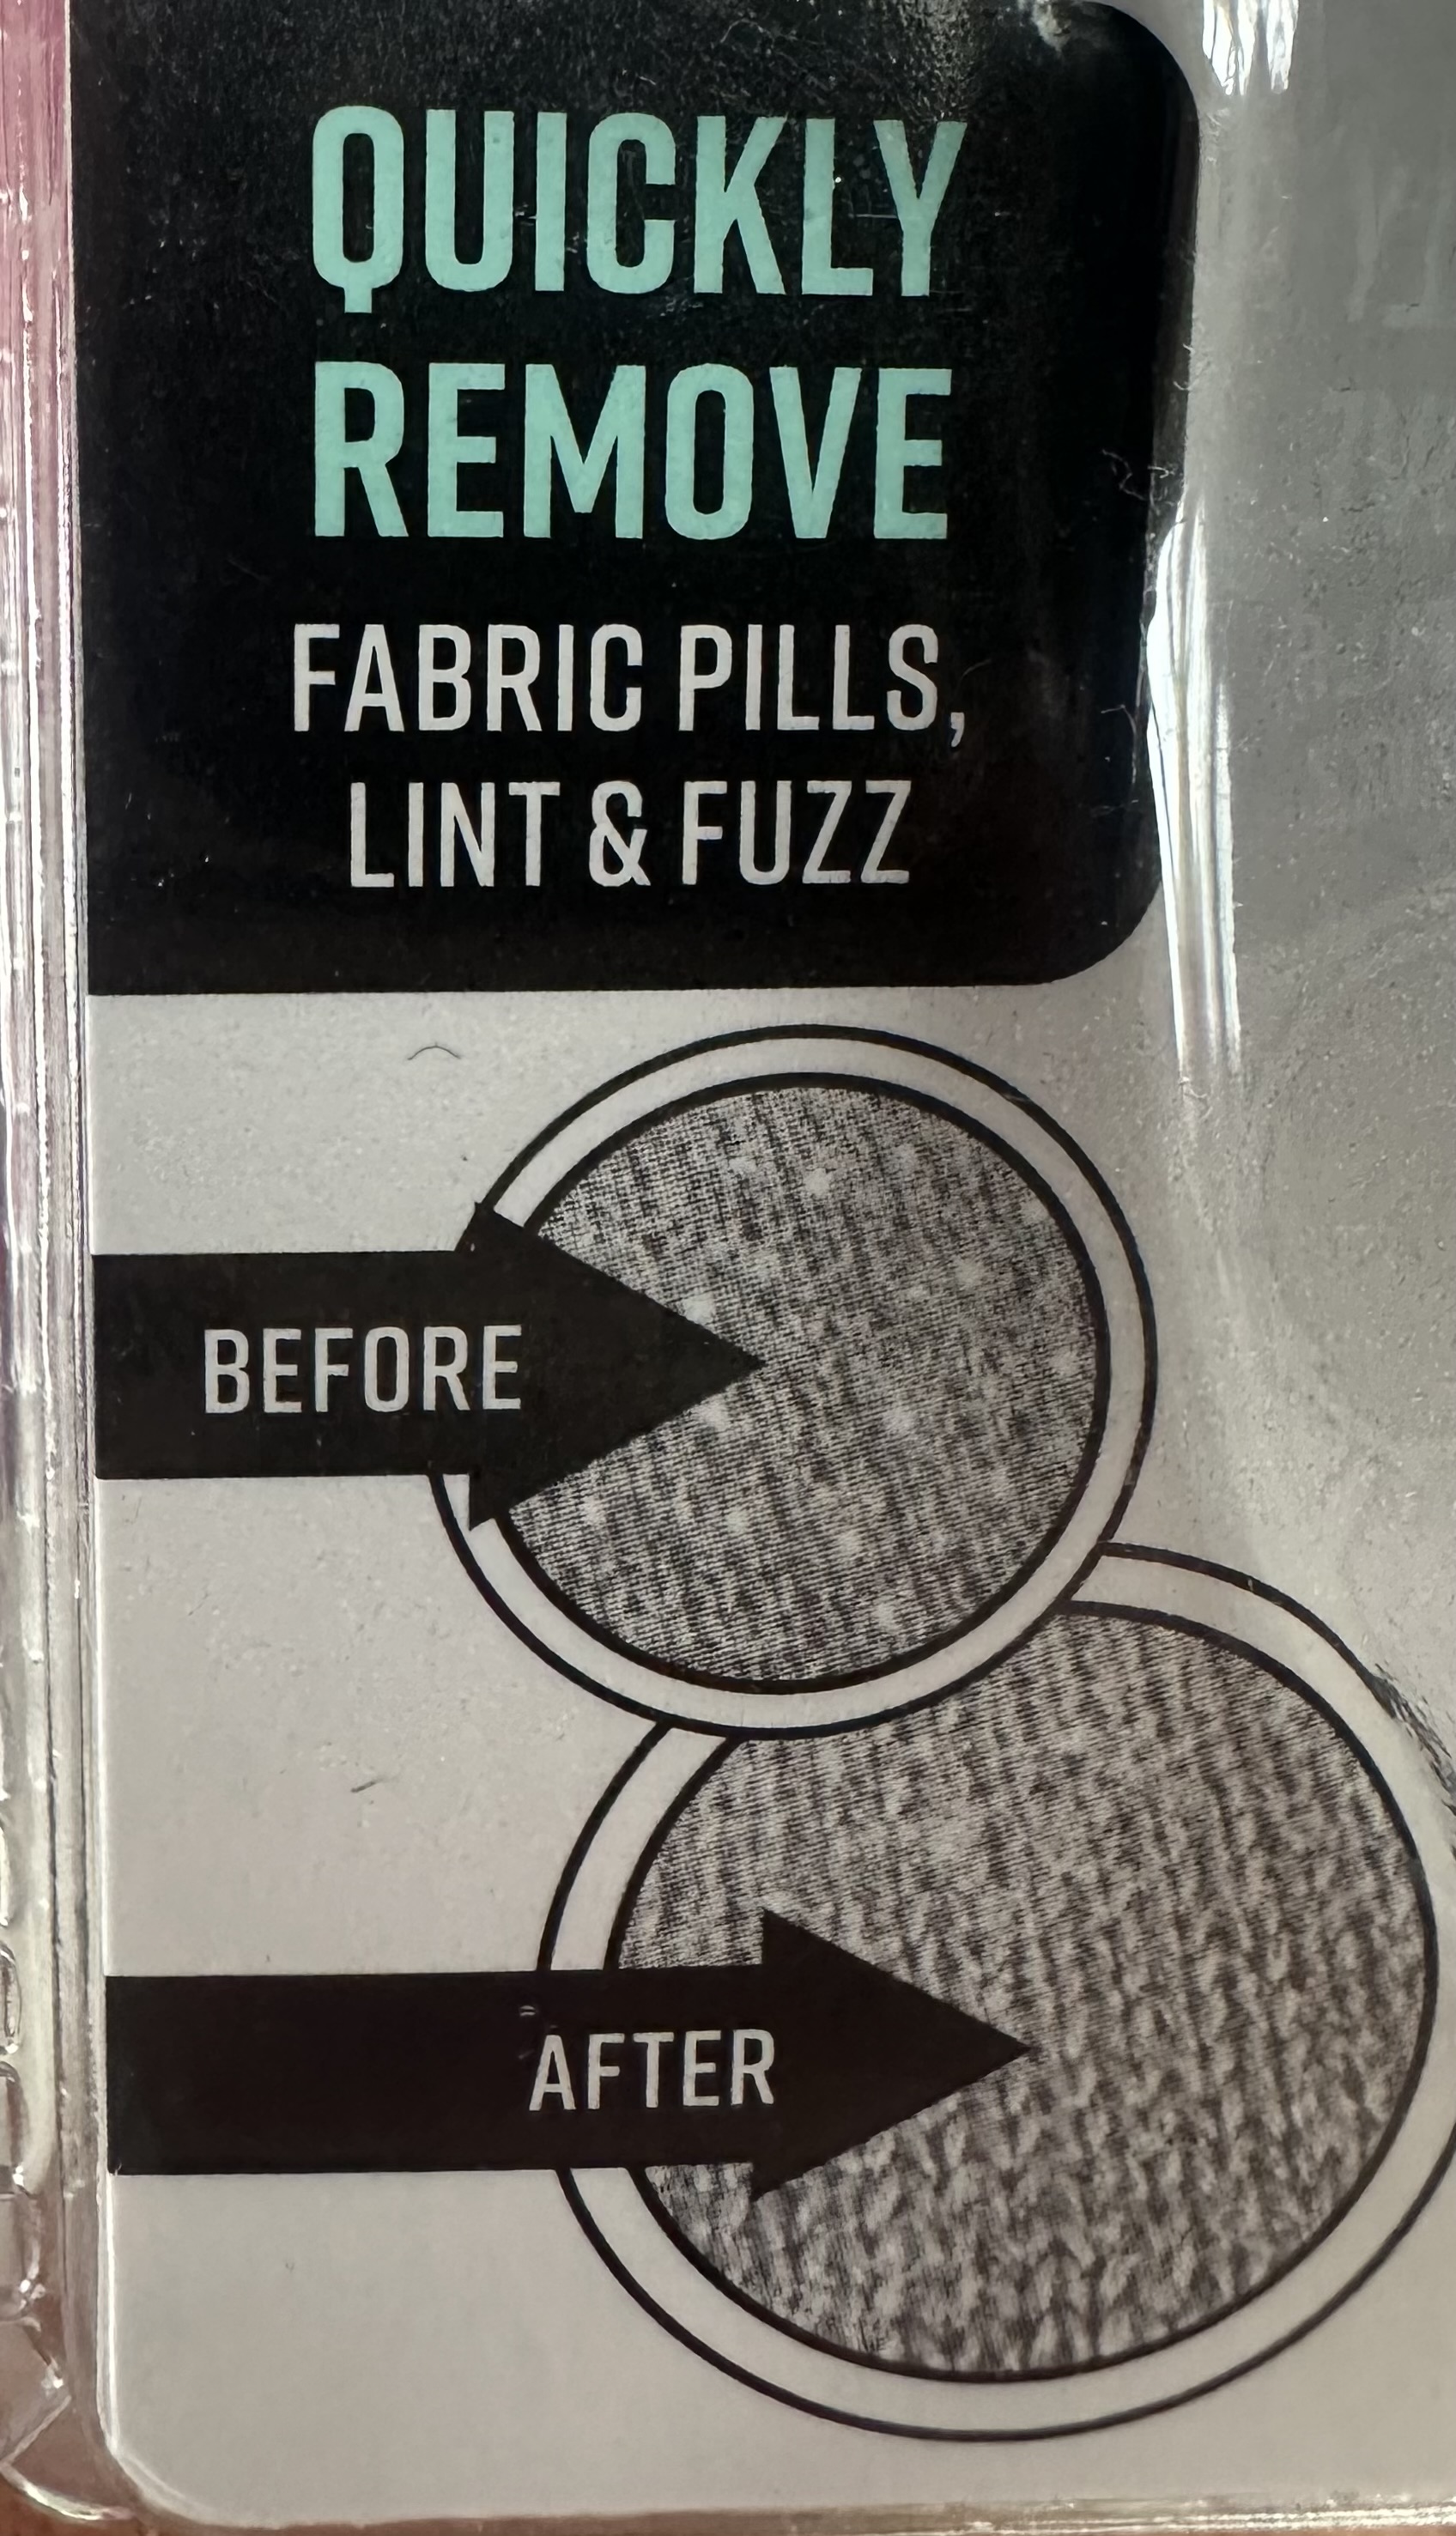 QUICKLY
REMOVE
FABRIC PILLS,
LINT & FUZZ
BEFORE
AFTER